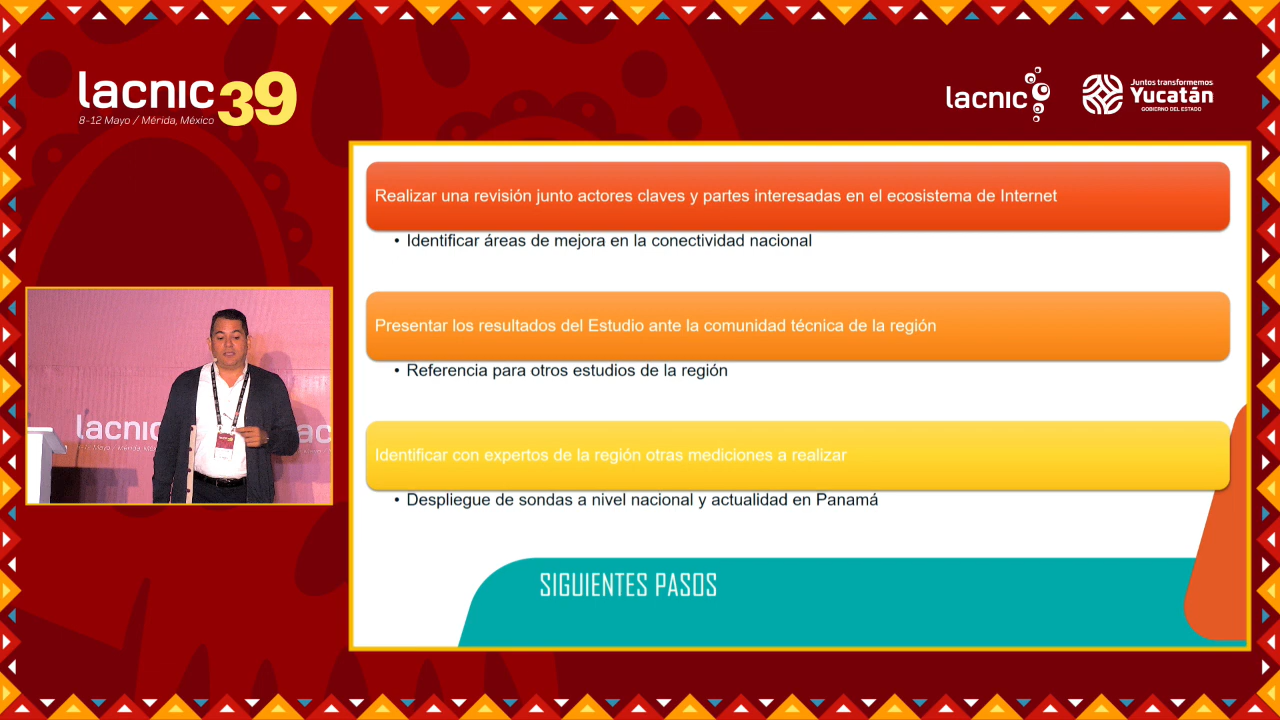 lacnic39
8-12 Mayo / Mérida, México
lacnic
Juntos transformemos
Yucatán
GOBIERNO DEL ESTADO
Realizar una revisión junto actores claves y partes interesadas en el ecosistema de Internet
• Identificar áreas de mejora en la conectividad nacional
Presentar los resultados del Estudio ante la comunidad técnica de la región
• Referencia para otros estudios de la región
Identificar con expertos de la región otras mediciones a realizar
• Despliegue de sondas a nivel nacional y actualidad en Panamá
SIGUIENTES PASOS
lacnic